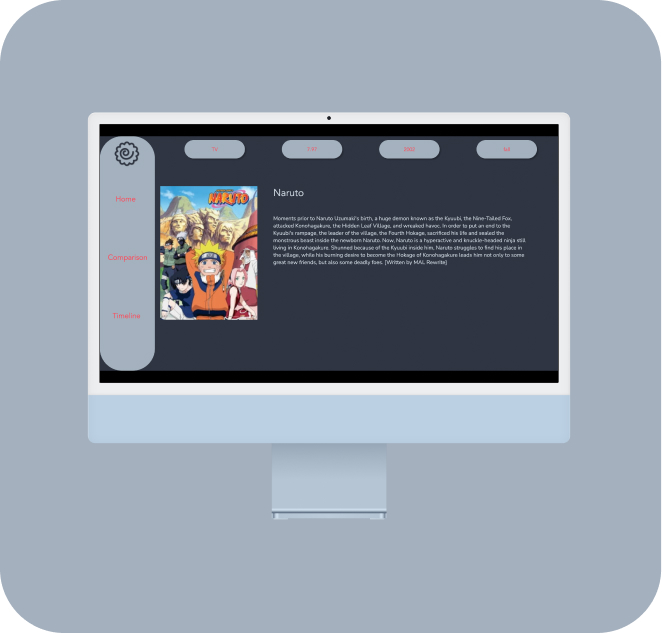 TV
Home
Comparison
Timeline
NARUTO
Naruto
Moments prior to Naruto Uzumaki's birth, a huge demon known as the Kyuubi, the Nine-Tailed Fox,
attacked Konohagakure, the Hidden Leaf Village, and wreaked havoc. In order to put an end to the
Kyuubi's rampage, the leader of the village, the Fourth Hokage, sacrificed his life and sealed the
monstrous beast inside the newborn Naruto. Now, Naruto is a hyperactive and knuckle-headed ninja still
living in Konohagakure. Shunned because of the Kyuubi inside him, Naruto struggles to find his place in
the village, while his burning desire to become the Hokage of Konohagakure leads him not only to some
great new friends, but also some deadly foes. [Written by MAL Rewrite]